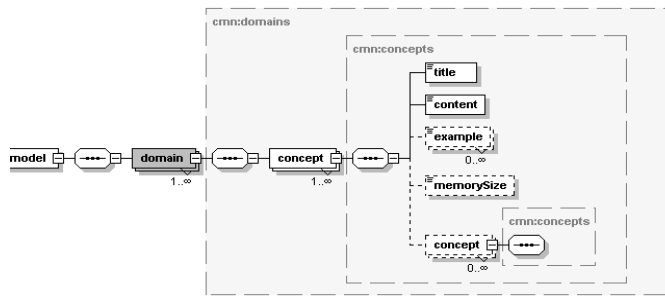 cmn:domains
cmn:concepts
title
content
example
0..∞
model
domain
1..∞
concept
1..∞
memorySize
cmn:concepts
concept
0..∞